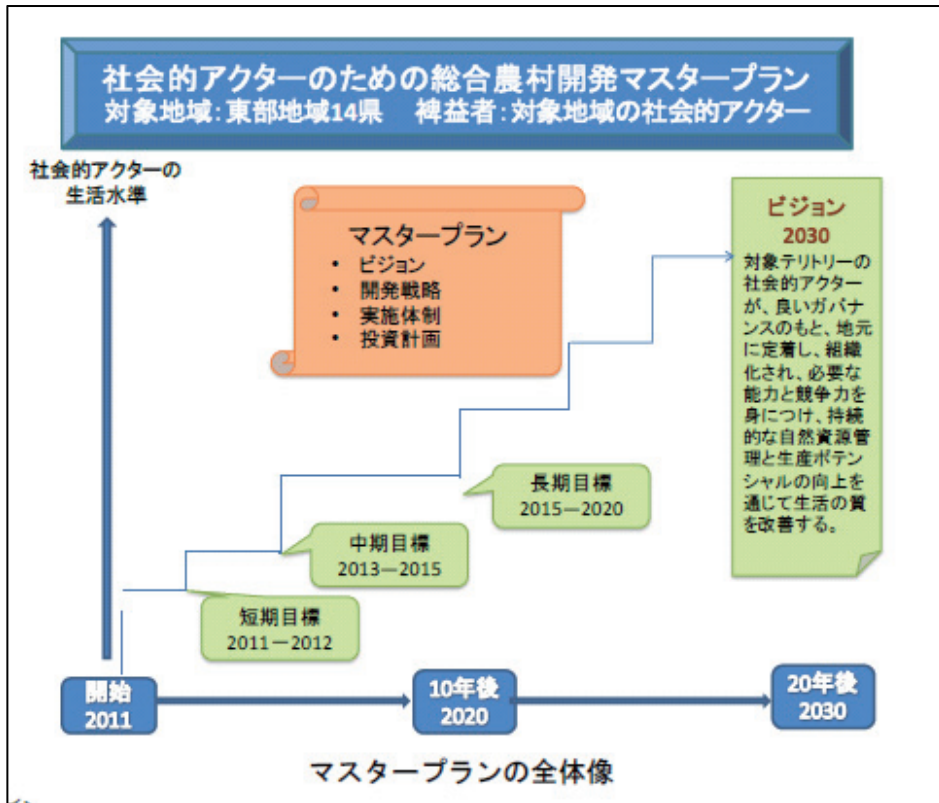 社会的アクターのための総合農村開発マスタープラン
対象地域：東部地域14県　裨益者：対象地域の社会的アクター
社会的アクターの
生活水準
マスタープラン
• ビジョン
• 開発戦略
• 実施体制
• 投資計画
ビジョン
2030
対象テリトリーの
社会的アクター
が、良いガバナ
ンスのもと、地元
に定着し、組織
化され、必要な
能力と競争力を
身につけ、持続
的な自然資源管
理と生産ポテン
シャルの向上を
通じて生活の質
を改善する。
長期目標
2015－2020
中期目標
2013－2015
短期目標
2011－2012
開始
2011
10年後
2020
20年後
2030
マスタープランの全体像